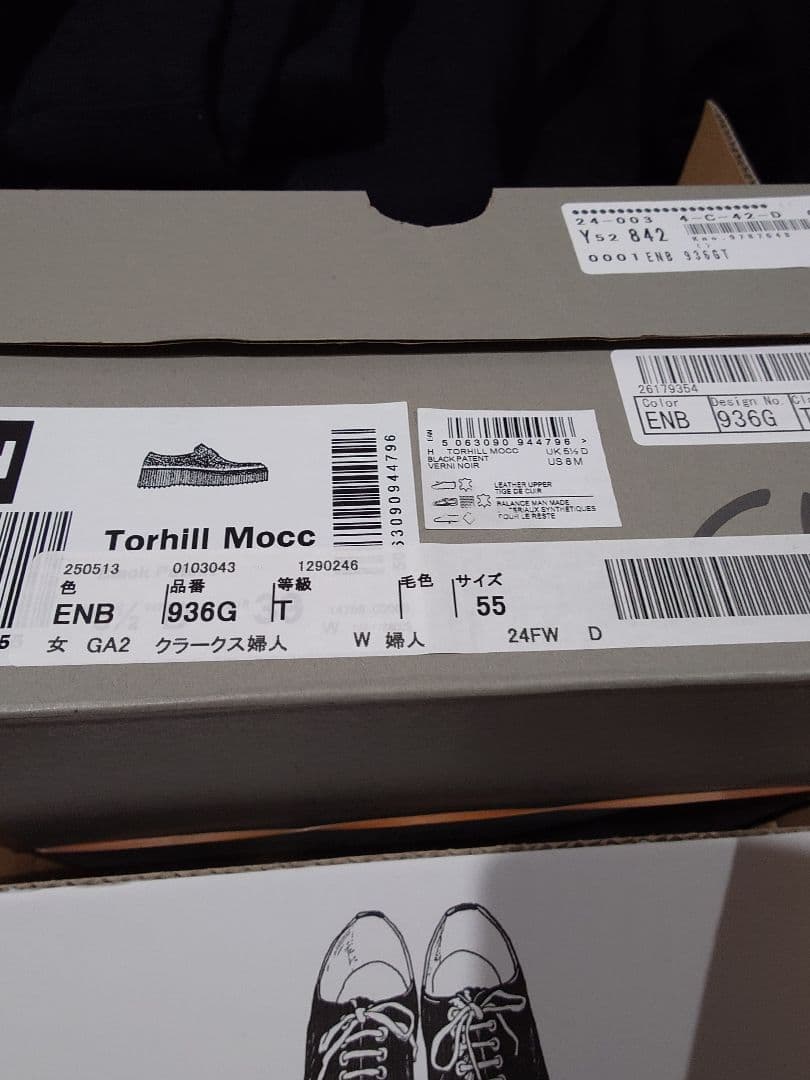 24-003 4-C-42-D
Y52 842
0001 ENB 936GT
26179354
Color Design No.
ENB 936G
5 063090 944796 >
H TORHILL MOCC UK 5½ D
BLACK PATENT US 8 M
VERNI NOIR
LEATHER UPPER
TIGE DE CUIR
BALANCE MAN MADE
SYNTHÉTIQUES
POUR LE RESTE
Torhill Mocc
63090944796
250513 0103043 1290246
色 品番 等級 毛色 サイズ
ENB 936G T 55
女 GA2 クラークス婦人 W 婦人 24FW D